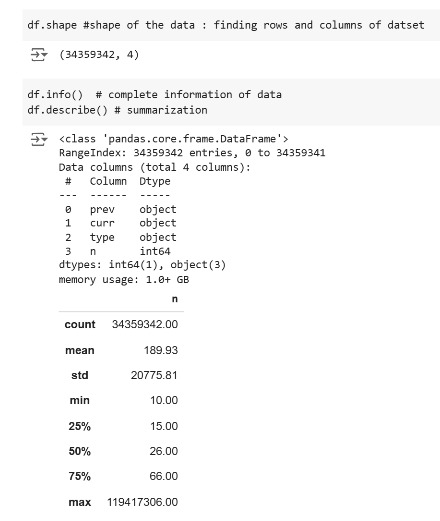 df.shape #shape of the data : finding rows and columns of datset
(34359342, 4)
df.info()  # complete information of data
df.describe() # summarization
<class 'pandas.core.frame.DataFrame'>
RangeIndex: 34359342 entries, 0 to 34359341
Data columns (total 4 columns):
 #   Column  Dtype
---  ------  -----
 0   prev    object
 1   curr    object
 2   type    object
 3   n       int64
dtypes: int64(1), object(3)
memory usage: 1.0+ GB
n
count 34359342.00
mean 189.93
std 20775.81
min 10.00
25% 15.00
50% 26.00
75% 66.00
max 119417306.00